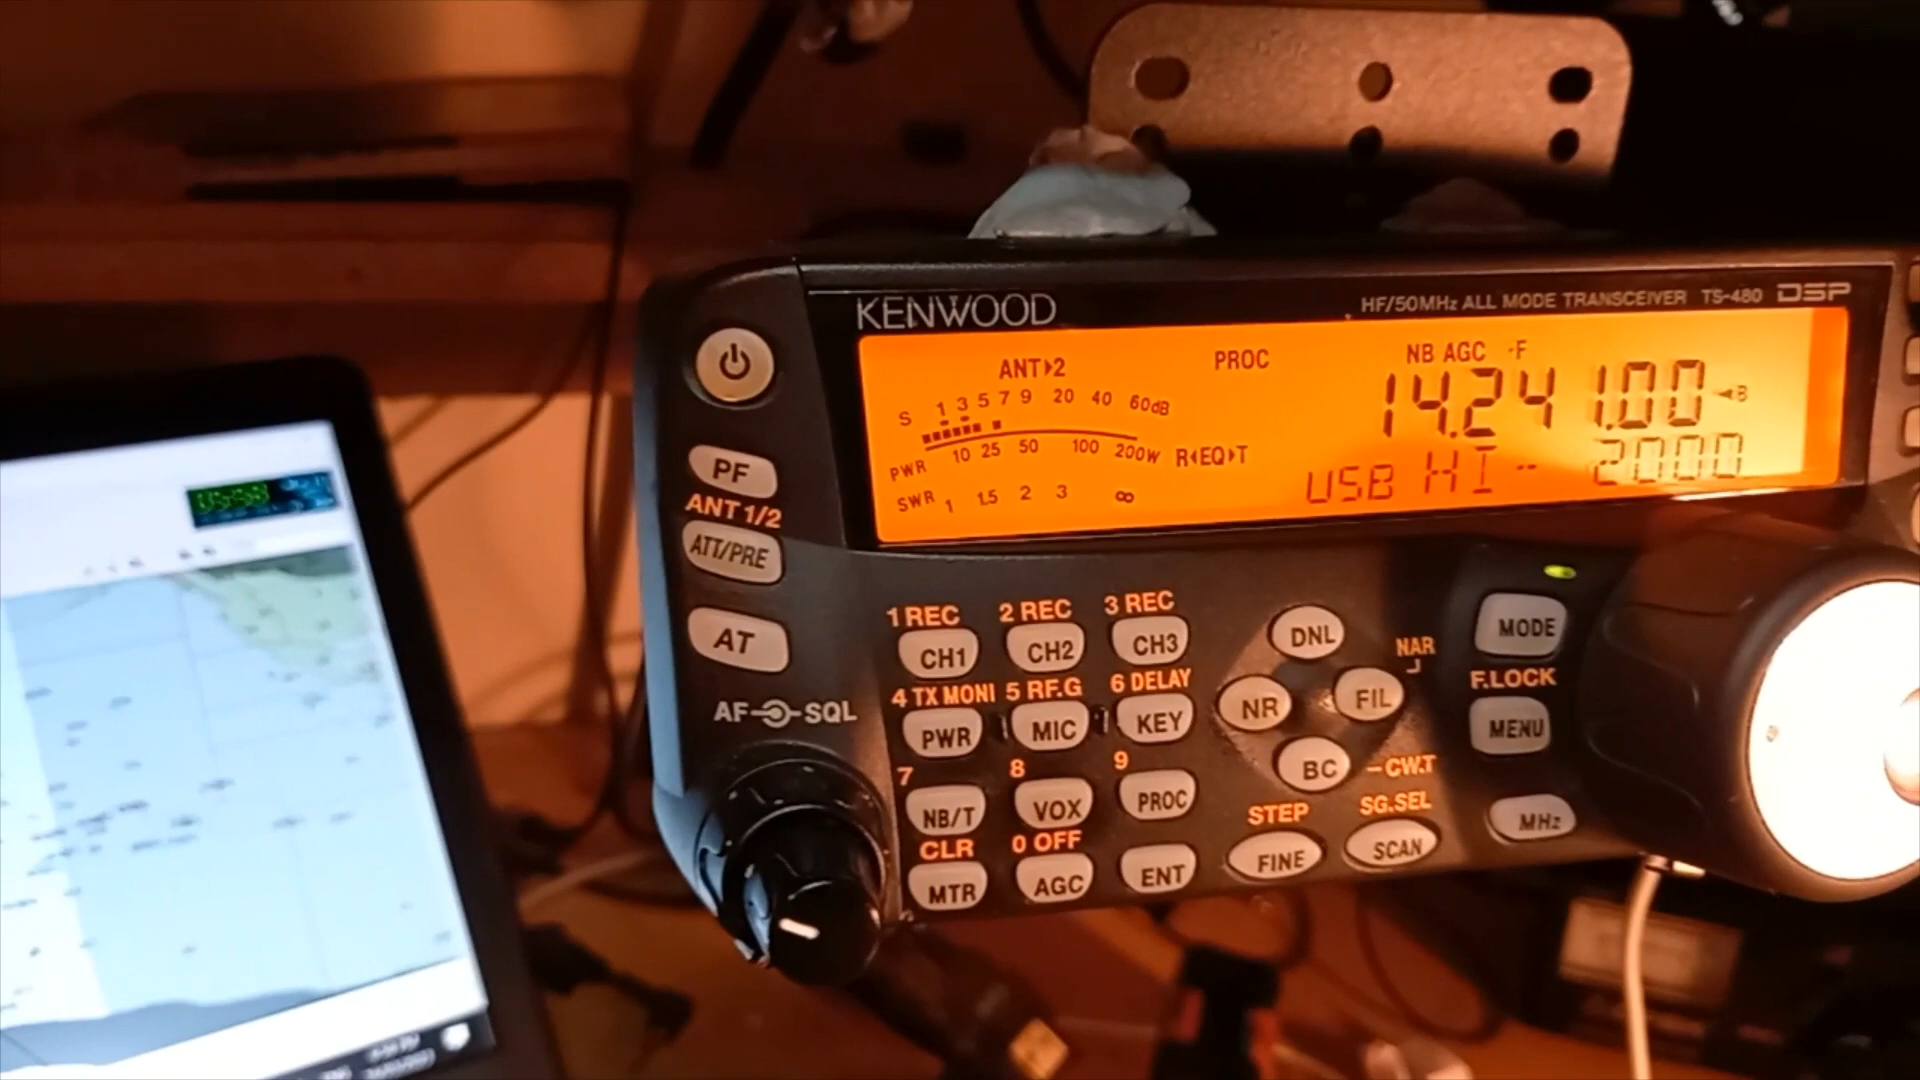 KENWOOD
HF/50MHz ALL MODE TRANSCEIVER TS-480 DSP
ANT▸2 PROC NB AGC -F
S 1 3 5 7 9 20 40 60dB
14.241.00 ◄B
PWR 10 25 50 100 200W R◂EQ▸T
USB HI- 2000
SWR 1 1.5 2 3 ∞
PF
ANT 1/2
ATT/PRE
AT
AF SQL
1 REC 2 REC 3 REC
CH1 CH2 CH3
4 TX MONI 5 RF.G 6 DELAY
PWR MIC KEY
7 8 9
NB/T VOX PROC
CLR 0 OFF
MTR AGC ENT
DNL
NAR
NR FIL
BC
-CW.T
STEP SG.SEL
FINE SCAN
MODE
F.LOCK
MENU
MHz